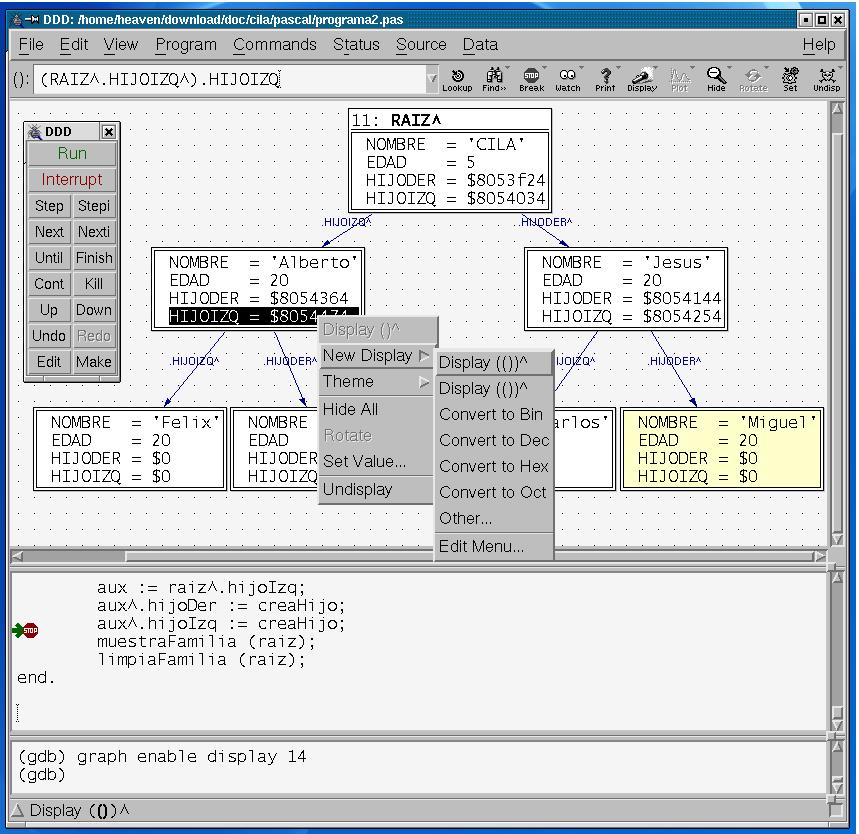 DDD: /home/heaven/download/doc/cila/pascal/programa2.pas
File Edit View Program Commands Status Source Data Help
(): (RAIZ^.HIJOIZQ^).HIJOIZQ
Lookup Find>> Break Watch Print Display Plot Hide Rotate Set Undisp
DDD
Run
Interrupt
Step Stepi
Next Nexti
Until Finish
Cont Kill
Up Down
Undo Redo
Edit Make
11: RAIZ^
NOMBRE = 'CILA'
EDAD = 5
HIJODER = $8053f24
HIJOIZQ = $8054034
.HIJOIZQ^
.HIJODER^
NOMBRE = 'Alberto'
EDAD = 20
HIJODER = $8054364
HIJOIZQ =
NOMBRE = 'Jesus'
EDAD = 20
HIJODER = $8054144
HIJOIZQ = $8054254
.HIJOIZQ^
.HIJODER^
.HIJODER^
NOMBRE = 'Felix'
EDAD = 20
HIJODER = $0
HIJOIZQ = $0
NOMBRE
EDAD
HIJODER
HIJOIZQ
arlos'
NOMBRE = 'Miguel'
EDAD = 20
HIJODER = $0
HIJOIZQ = $0
Display ()^
New Display
Theme
Hide All
Rotate
Set Value...
Undisplay
Display (())^
Display (())^
Convert to Bin
Convert to Dec
Convert to Hex
Convert to Oct
Other...
Edit Menu...
aux := raiz^.hijoIzq;
aux^.hijoDer := creaHijo;
aux^.hijoIzq := creaHijo;
STOP muestraFamilia (raiz);
limpiaFamilia (raiz);
end.
(gdb) graph enable display 14
(gdb)
Display (())^